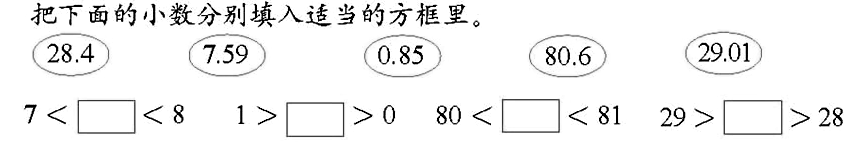 把下面的小数分别填入适当的方框里。
28.4 7.59 0.85 80.6 29.01
7 < □ < 8 1 > □ > 0 80 < □ < 81 29 > □ > 28